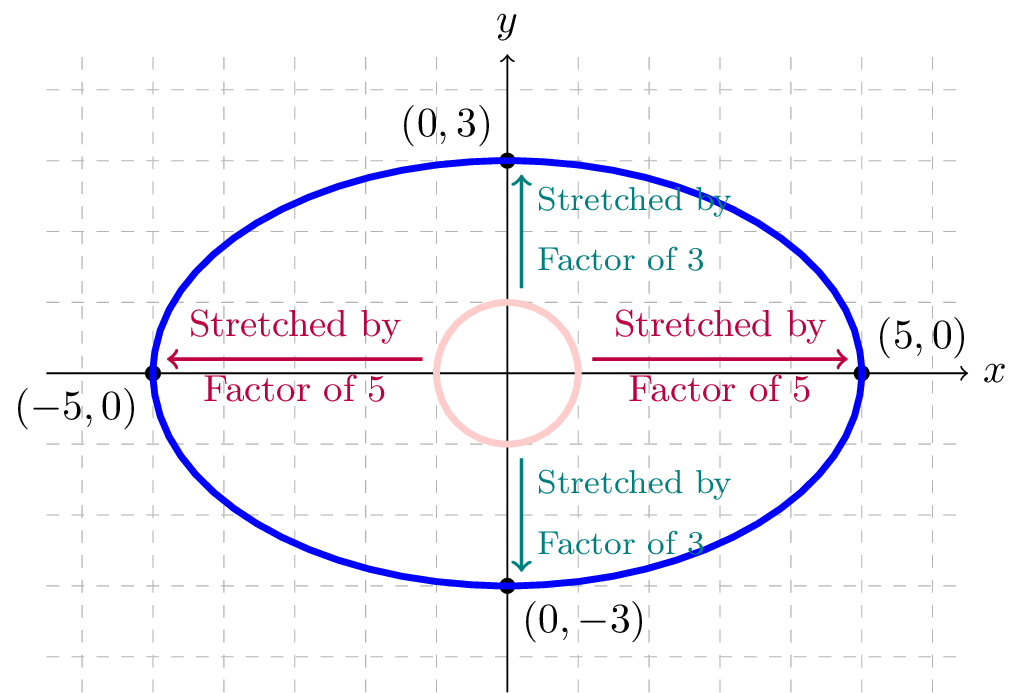 y
(0, 3)
Stretched by
Factor of 3
Stretched by
Factor of 5
Stretched by
Factor of 5
(5, 0)
x
(−5, 0)
Stretched by
Factor of 3
(0, −3)